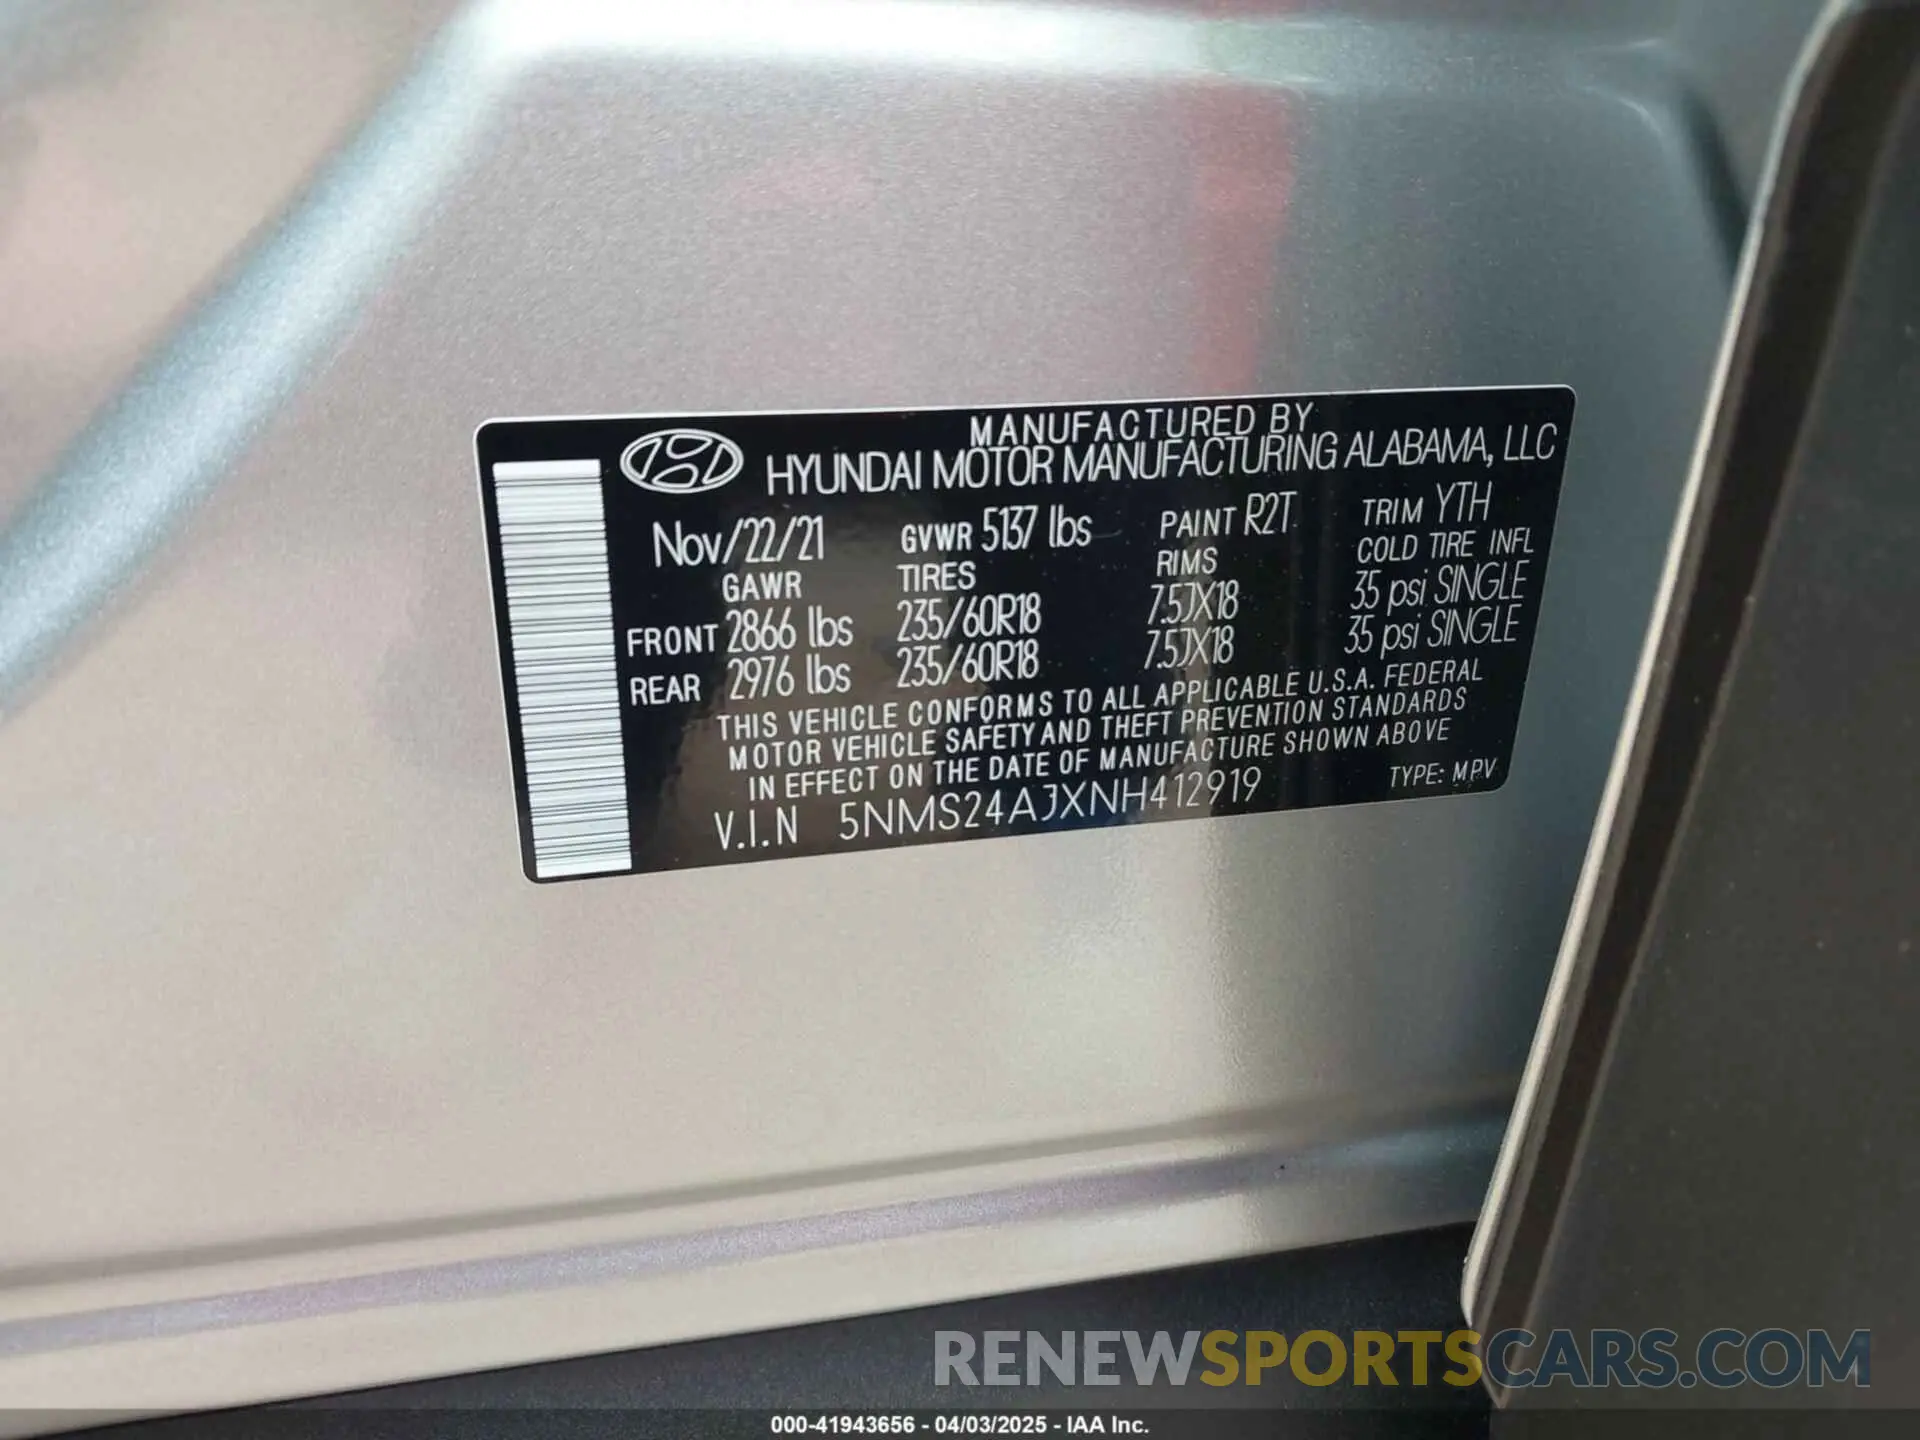 MANUFACTURED BY
HYUNDAI MOTOR MANUFACTURING ALABAMA, LLC
Nov/22/21 GVWR 5137 lbs PAINT R2T TRIM YTH
GAWR TIRES RIMS COLD TIRE INFL
FRONT 2866 lbs 235/60R18 7.5JX18 35 psi SINGLE
REAR 2976 lbs 235/60R18 7.5JX18 35 psi SINGLE
THIS VEHICLE CONFORMS TO ALL APPLICABLE U.S.A. FEDERAL
MOTOR VEHICLE SAFETY AND THEFT PREVENTION STANDARDS
IN EFFECT ON THE DATE OF MANUFACTURE SHOWN ABOVE
V.I.N 5NMS24AJXNH412919 TYPE: MPV
RENEWSPORTSCARS.COM
000-41943656 - 04/03/2025 - IAA Inc.